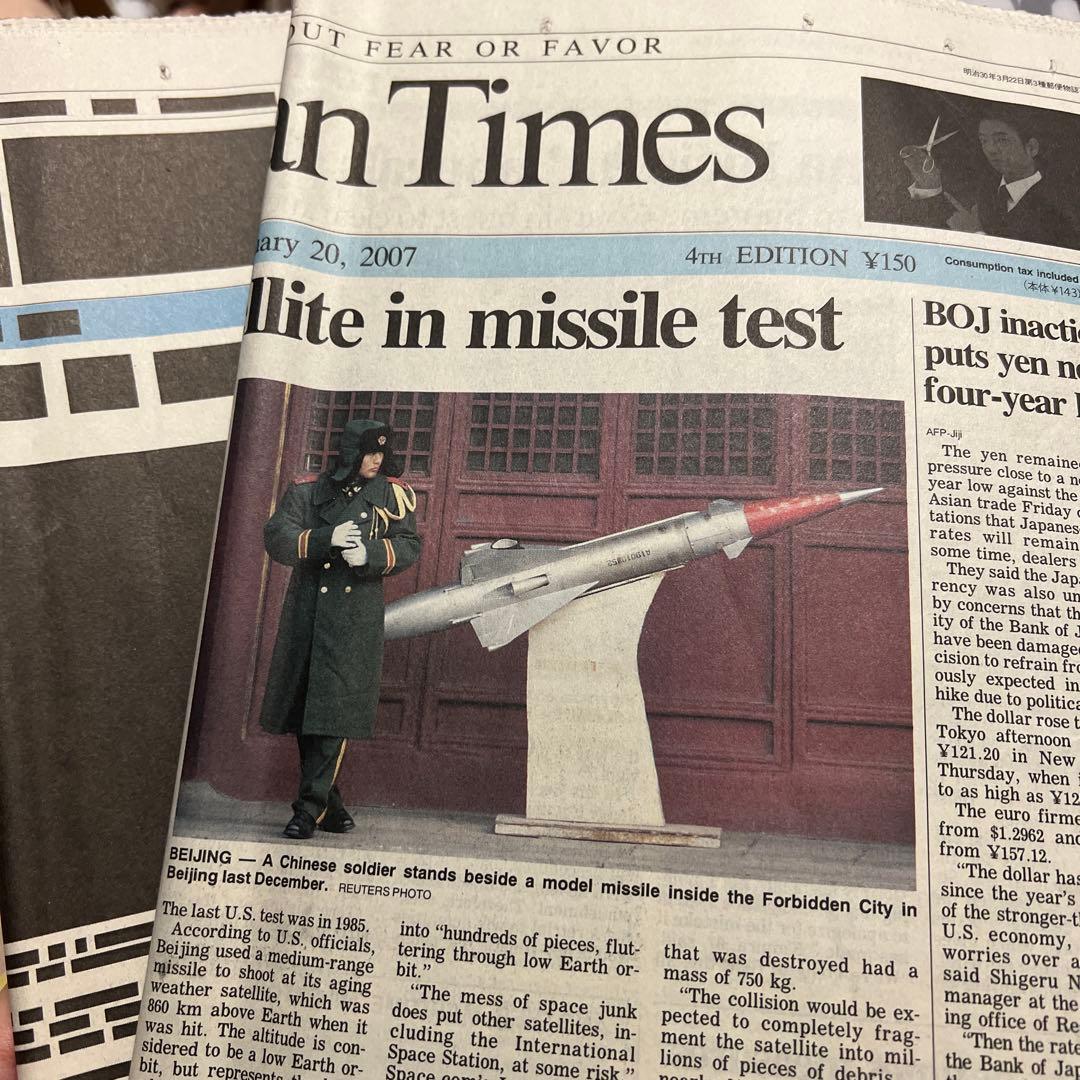 OUT FEAR OR FAVOR
明治30年3月22日第3種郵便物認
an Times
uary 20, 2007
4TH EDITION ¥150
Consumption tax included
(本体 ¥143)
llite in missile test
BOJ inacti
puts yen n
four-year
AFP-Jiji
The yen remaine
pressure close to a n
year low against the
Asian trade Friday
tations that Japanes
rates will remain
some time, dealers
They said the Jap
rency was also un
by concerns that th
ity of the Bank of J
have been damaged
cision to refrain fro
ously expected in
hike due to politica
The dollar rose t
Tokyo afternoon
¥121.20 in New
Thursday, when
to as high as ¥12
The euro firme
from $1.2962 and
from ¥157.12.
"The dollar has
since the year's
of the stronger-t
U.S. economy,
worries over a
said Shigeru N
manager at the
ing office of Re
"Then the rate
the Bank of Jap
BEIJING — A Chinese soldier stands beside a model missile inside the Forbidden City in
Beijing last December. REUTERS PHOTO
The last U.S. test was in 1985.
According to U.S. officials,
Beijing used a medium-range
missile to shoot at its aging
weather satellite, which was
860 km above Earth when it
was hit. The altitude is con-
sidered to be a low Earth or-
bit, but represents
into "hundreds of pieces, flut-
tering through low Earth or-
bit."
"The mess of space junk
does put other satellites, in-
cluding the International
Space Station, at some risk,"
that was destroyed had a
mass of 750 kg.
"The collision would be ex-
pected to completely frag-
ment the satellite into mil-
lions of pieces of debris